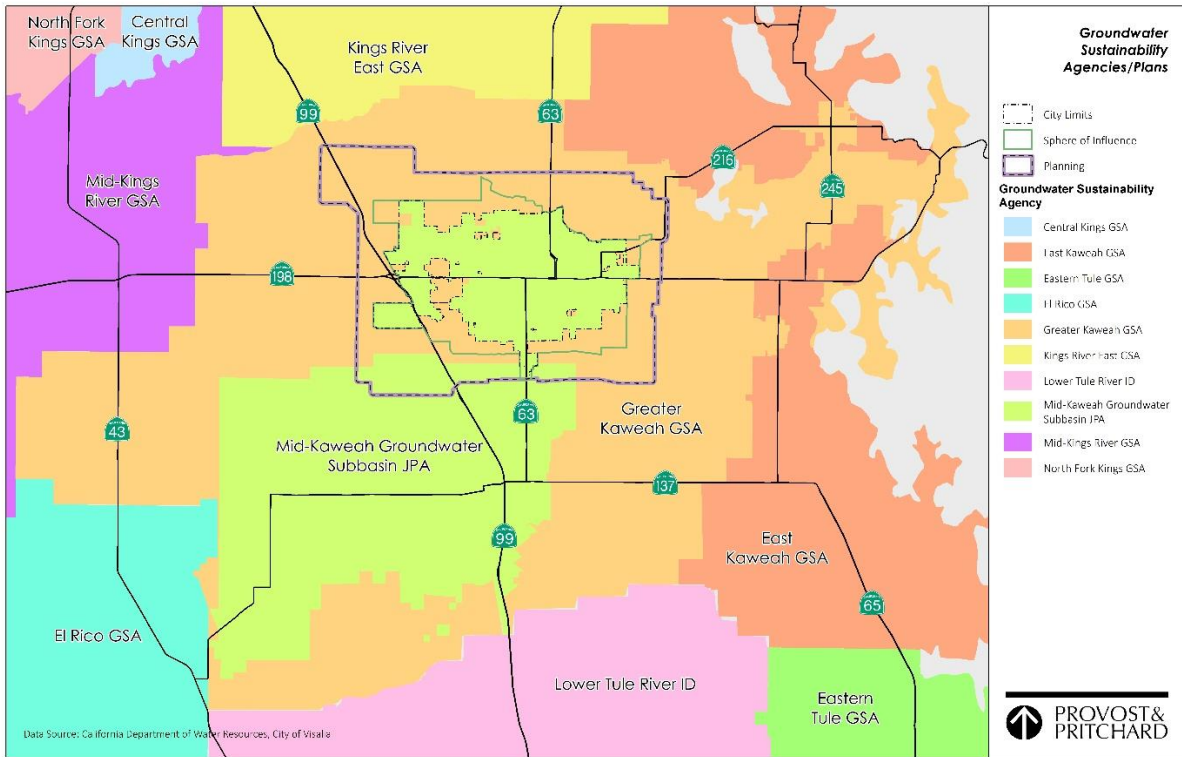 North Fork
Kings GSA
Central
Kings GSA
Kings River
East GSA
99
63
216
245
Mid-Kings
River GSA
198
43
63
Greater
Kaweah GSA
Mid-Kaweah Groundwater
Subbasin JPA
137
99
East
Kaweah GSA
65
El Rico GSA
Lower Tule River ID
Eastern
Tule GSA
Data Source: California Department of Water Resources, City of Visalia
Groundwater
Sustainability
Agencies/Plans
City Limits
Sphere of Influence
Planning
Groundwater Sustainability
Agency
Central Kings GSA
East Kaweah GSA
Eastern Tule GSA
El Rico GSA
Greater Kaweah GSA
Kings River East GSA
Lower Tule River ID
Mid-Kaweah Groundwater
Subbasin JPA
Mid-Kings River GSA
North Fork Kings GSA
PROVOST&
PRITCHARD